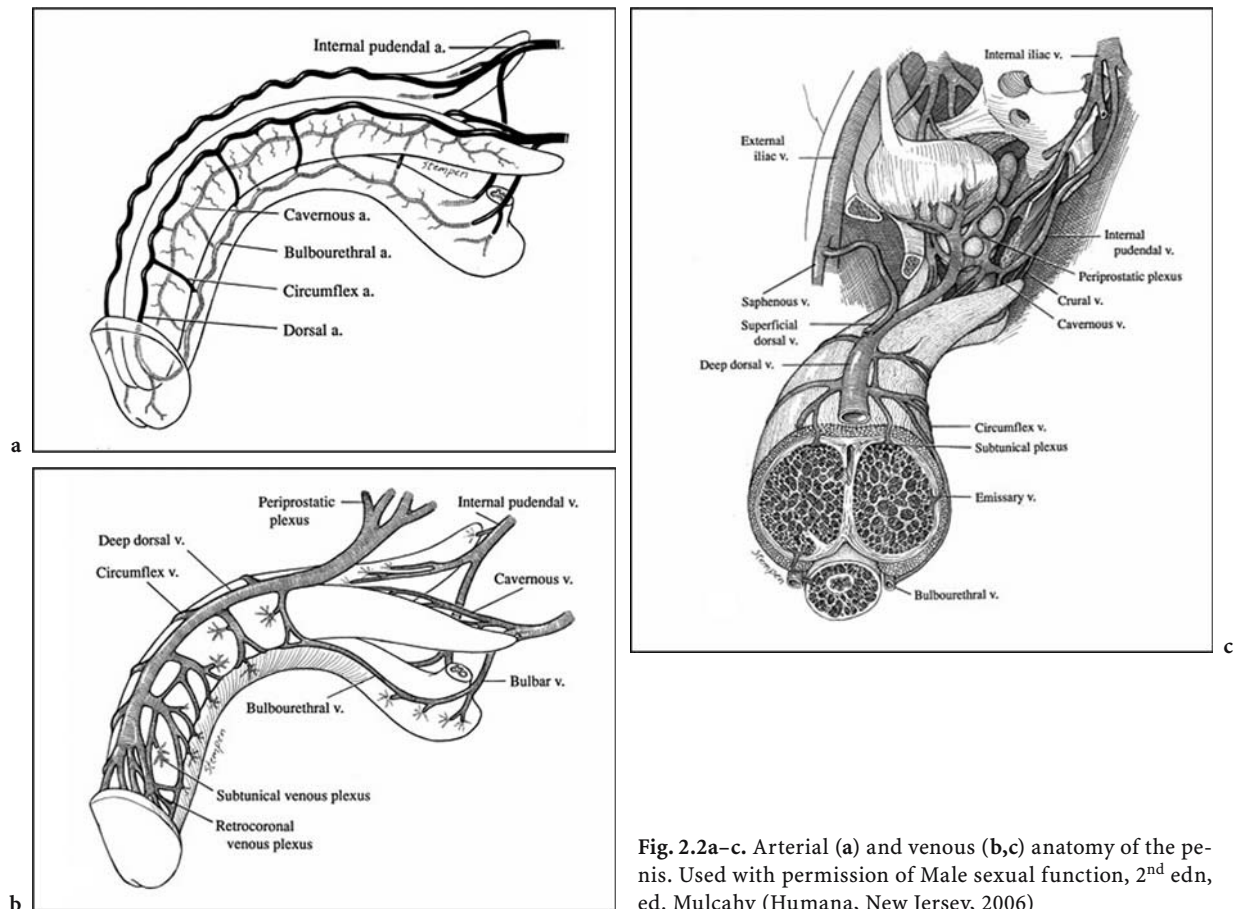 Internal pudendal a.
Stempen
Cavernous a.
Bulbourethral a.
Circumflex a.
Dorsal a.
a
Periprostatic
plexus
Internal pudendal v.
Deep dorsal v.
Circumflex v.
Cavernous v.
Bulbar v.
Bulbourethral v.
Stempen
Subtunical venous plexus
Retrocoronal
venous plexus
b
Internal iliac v.
External
iliac v.
Internal
pudendal v.
Periprostatic plexus
Saphenous v.
Crural v.
Cavernous v.
Superficial
dorsal v.
Deep dorsal v.
Circumflex v.
Subtunical plexus
Emissary v.
Stempen
Bulbourethral v.
c
Fig. 2.2a–c. Arterial (a) and venous (b,c) anatomy of the pe-
nis. Used with permission of Male sexual function, 2nd edn,
ed. Mulcahy (Humana, New Jersey, 2006)